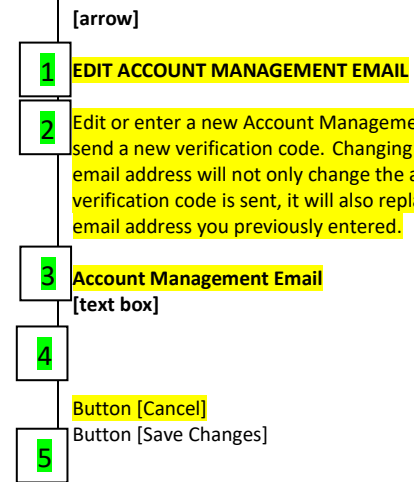 [arrow]
1 EDIT ACCOUNT MANAGEMENT EMAIL
2 Edit or enter a new Account
send a new verification code. Changing
email address will not only change the
verification code is sent, it will also
email address you previously entered.
3 Account Management Email
[text box]
4
Button [Cancel]
Button [Save Changes]
5